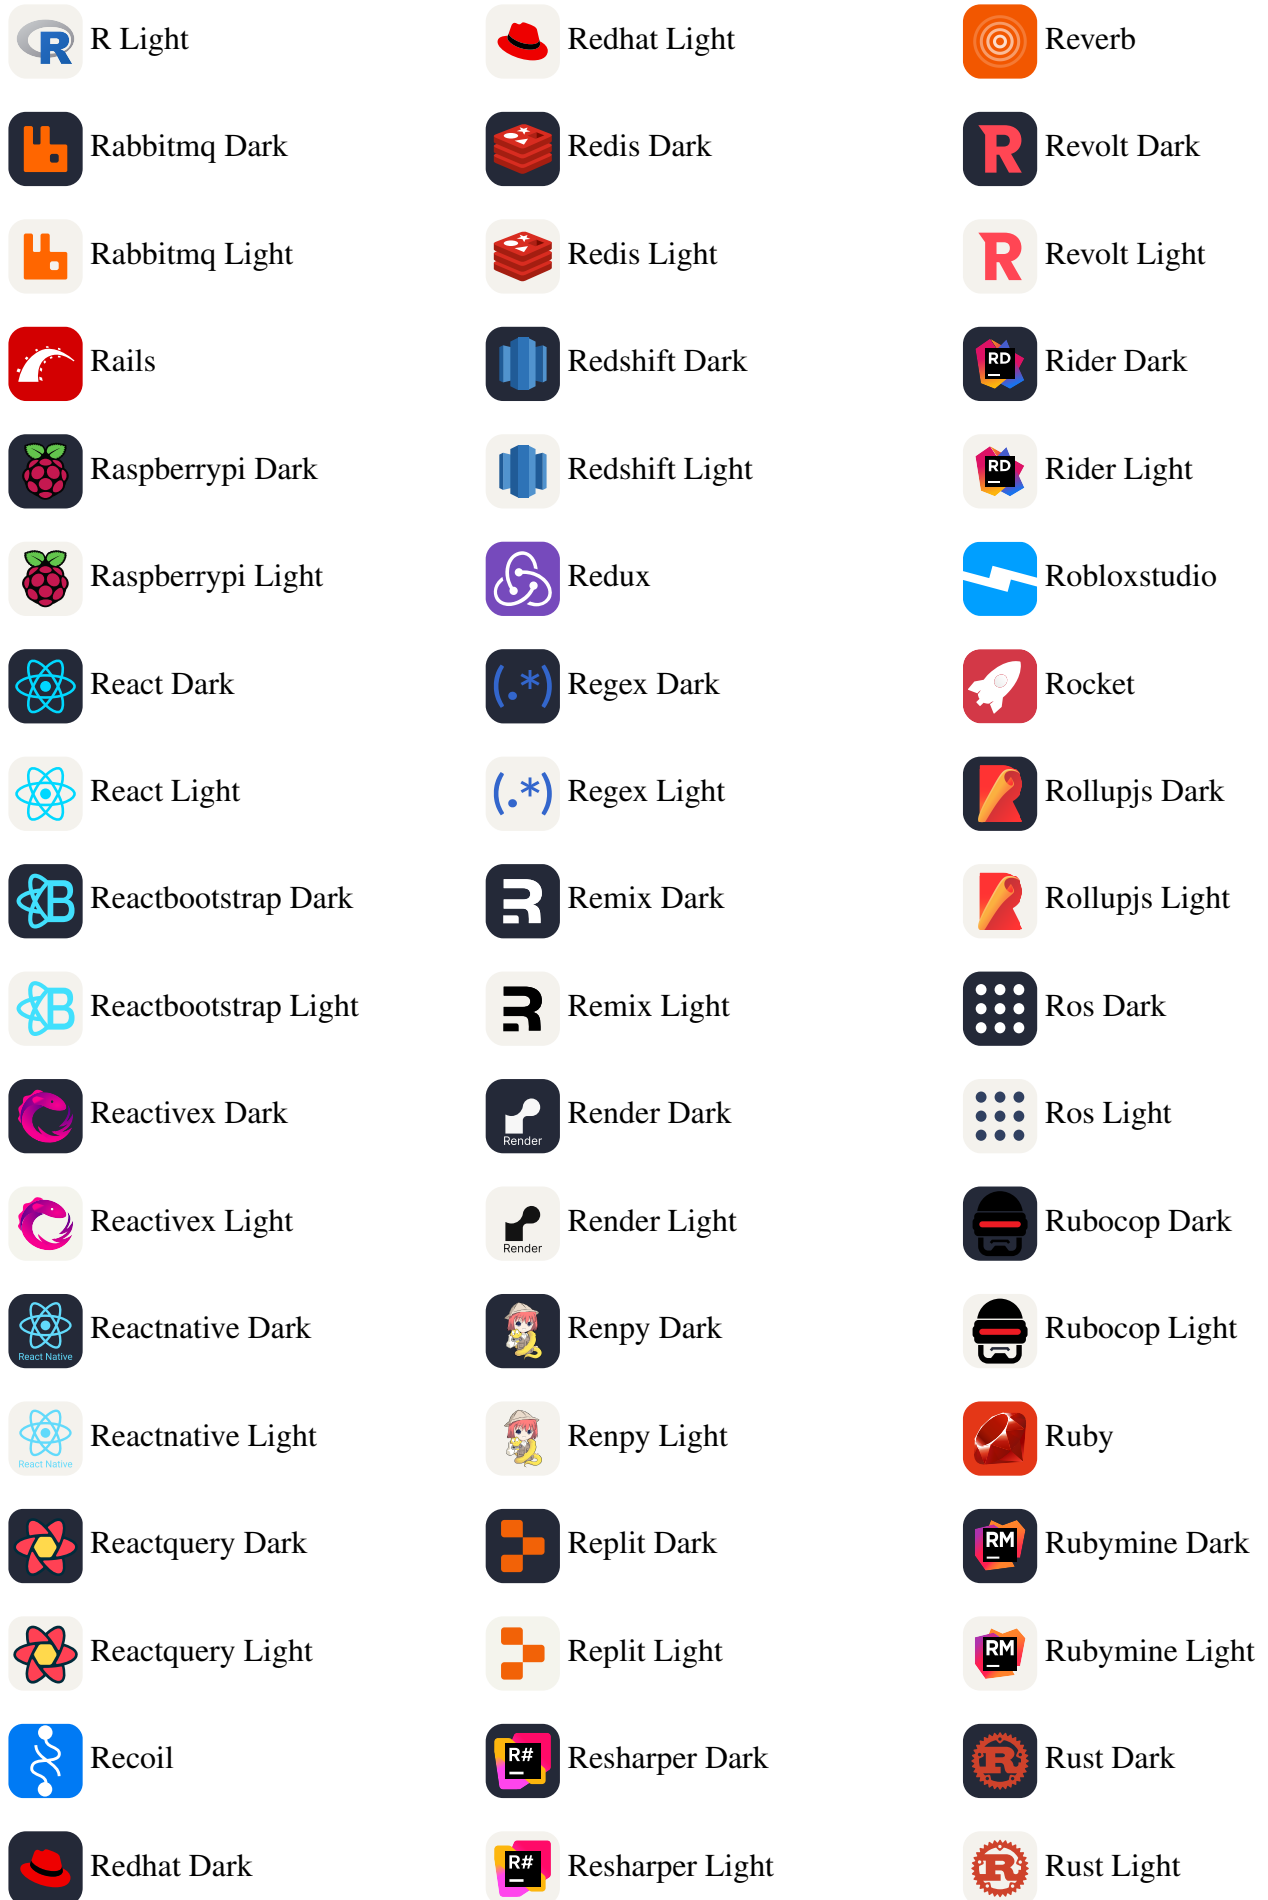 R Light
Rabbitmq Dark
Rabbitmq Light
Rails
Raspberrypi Dark
Raspberrypi Light
React Dark
React Light
Reactbootstrap Dark
Reactbootstrap Light
Reactivex Dark
Reactivex Light
React Native
Reactnative Dark
React Native
Reactnative Light
Reactquery Dark
Reactquery Light
Recoil
Redhat Dark
Redhat Light
Redis Dark
Redis Light
Redshift Dark
Redshift Light
Redux
(.*) Regex Dark
(.*) Regex Light
Remix Dark
Remix Light
Render
Render Dark
Render
Render Light
Renpy Dark
Renpy Light
Replit Dark
Replit Light
R# Resharper Dark
R# Resharper Light
Reverb
R Revolt Dark
R Revolt Light
RD Rider Dark
RD Rider Light
Robloxstudio
Rocket
Rollupjs Dark
Rollupjs Light
Ros Dark
Ros Light
Rubocop Dark
Rubocop Light
Ruby
RM Rubymine Dark
RM Rubymine Light
R Rust Dark
R Rust Light